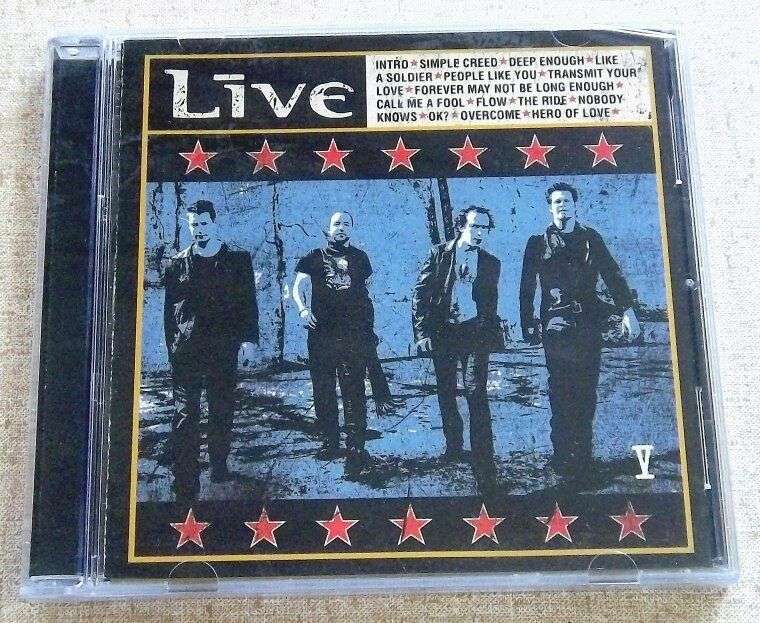 LĪVE
INTRO★SIMPLE CREED★DEEP ENOUGH★LIKE
A SOLDIER★PEOPLE LIKE YOU★TRANSMIT YOUR
LOVE★FOREVER MAY NOT BE LONG ENOUGH★
CALL ME A FOOL★FLOW★THE RIDE★NOBODY
KNOWS★OK?★OVERCOME★HERO OF LOVE★
V